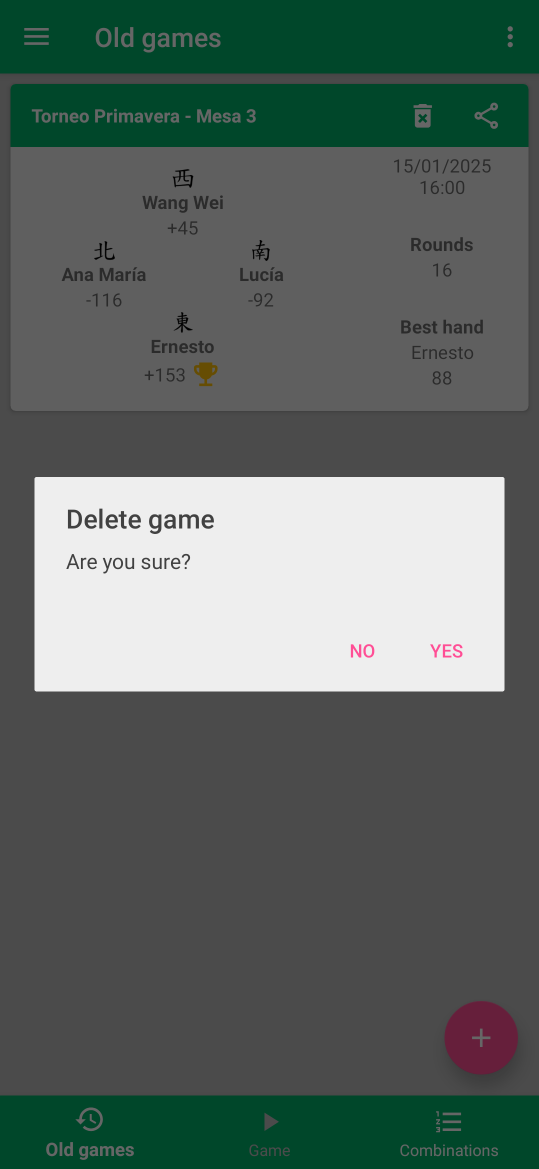 Old games
Torneo Primavera - Mesa 3
西
Wang Wei
+45
北
Ana María
-116
南
Lucía
-92
東
Ernesto
+153
15/01/2025
16:00
Rounds
16
Best hand
Ernesto
88
Delete game
Are you sure?
NO YES
Old games
Game
Combinations